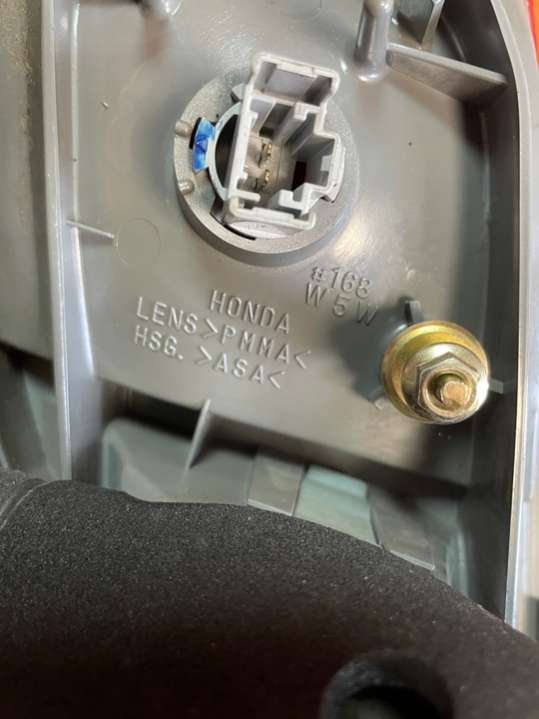 #168
W5W
HONDA
LENS>PMMA<
HSG. >ASA<